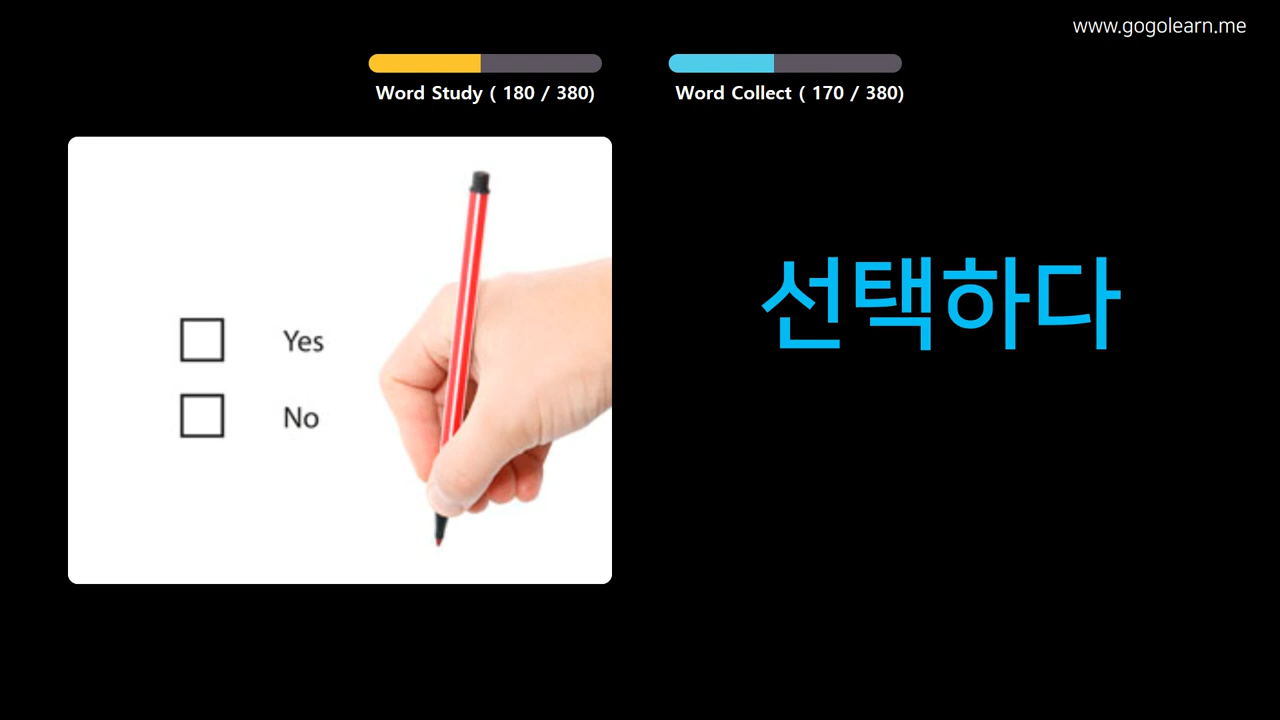 www.gogolearn.me
Word Study ( 180 / 380)
Word Collect ( 170 / 380)
선택하다
Yes
No